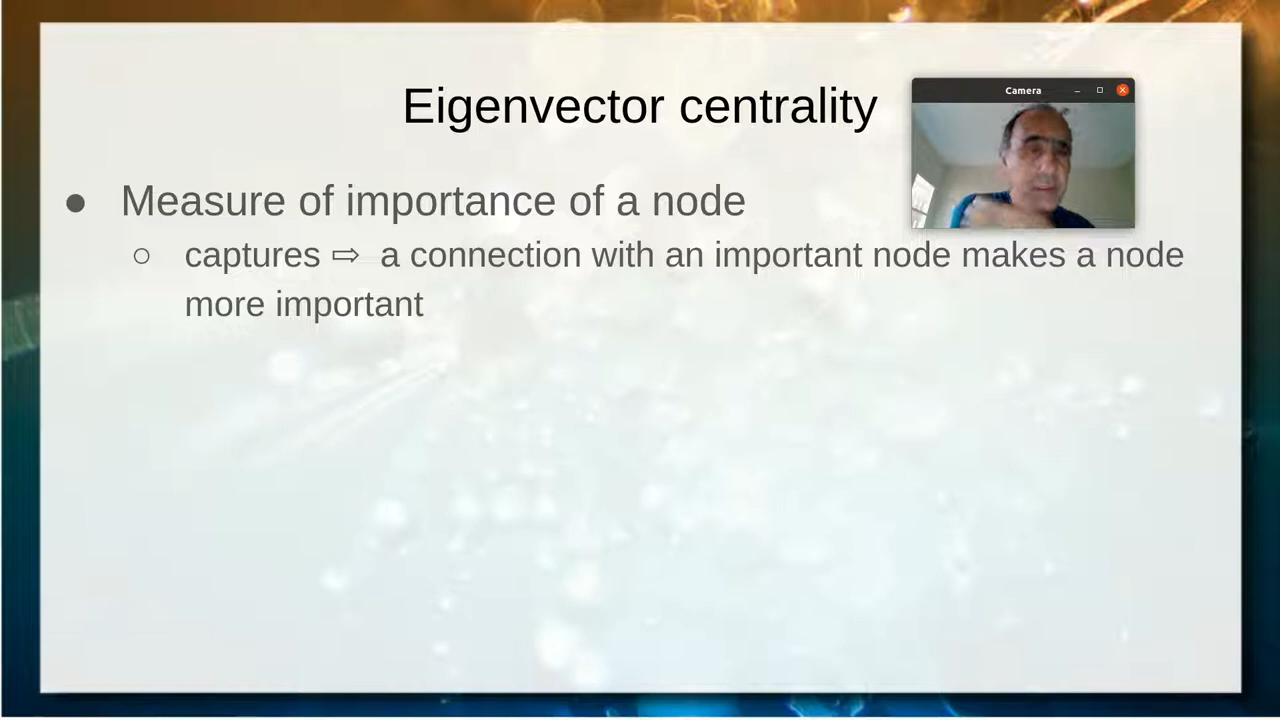 Eigenvector centrality
Camera
● Measure of importance of a node
○ captures ⇨ a connection with an important node makes a node
more important